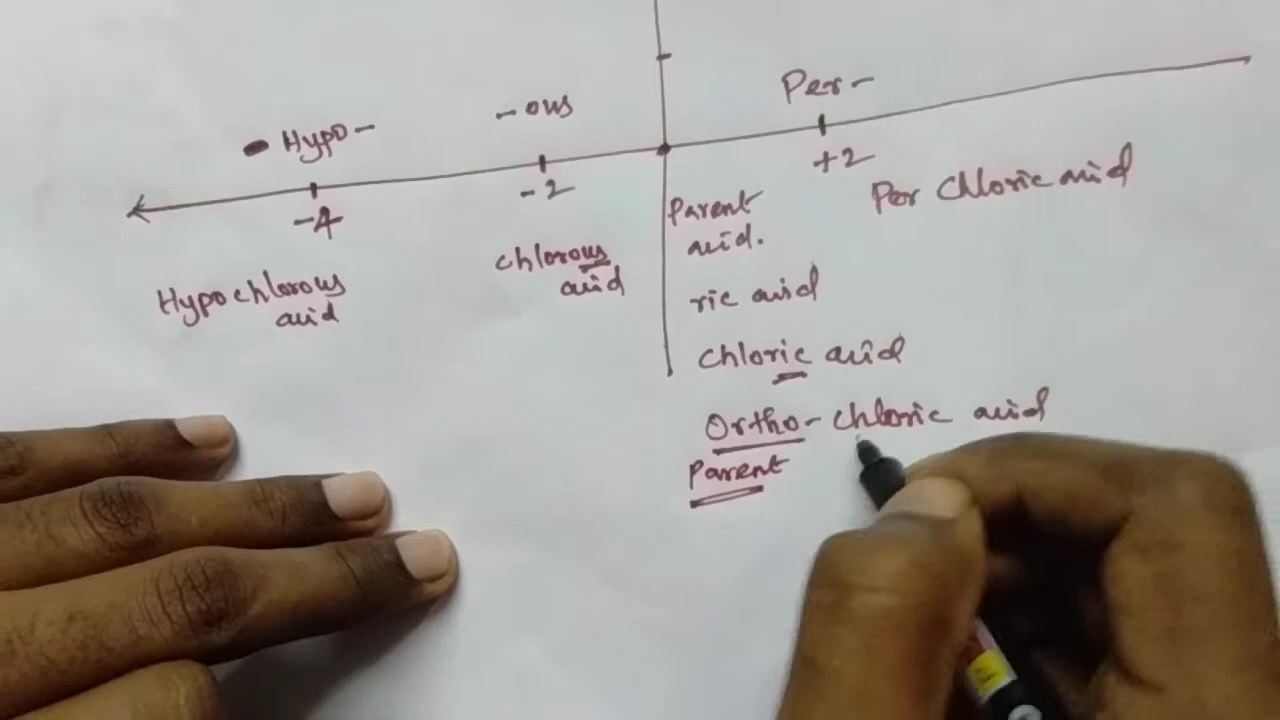 Per-
-ous
Hypo-
+2
-2
-4
Per Chloric acid
Parent
acid.
chlorous
acid
Hypochlorous
acid
ric acid
chloric acid
Ortho- chloric acid
Parent